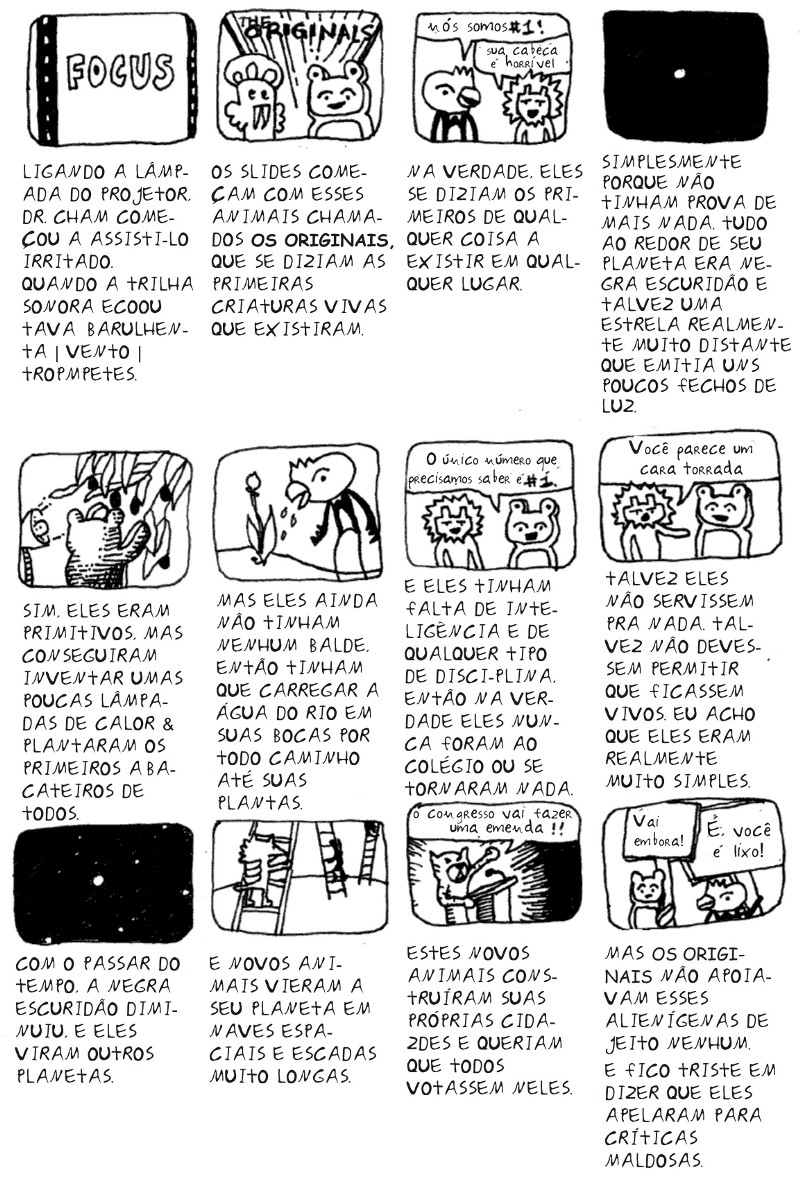 FOCUS
LIGANDO A LÂMP-
ADA DO PROJETOR,
DR. CHAM COME-
ÇOU A ASSISTI-LO
IRRITADO.
QUANDO A TRILHA
SONORA ECOOU
TAVA BARULHEN-
TA | VENTO |
TROPMPETES.
THE ORIGINALS
OS SLIDES COME-
ÇAM COM ESSES
ANIMAIS CHAMA-
DOS OS ORIGINAIS,
QUE SE DIZIAM AS
PRIMEIRAS
CRIATURAS VIVAS
QUE EXISTIRAM.
nós somos #1!
sua cabeça
é horrível
NA VERDADE, ELES
SE DIZIAM OS PRI-
MEIROS DE QUAL-
QUER COISA A
EXISTIR EM QUAL-
QUER LUGAR.
SIMPLESMENTE
PORQUE NÃO
TINHAM PROVA DE
MAIS NADA. TUDO
AO REDOR DE SEU
PLANETA ERA NE-
GRA ESCURIDÃO E
TALVEZ UMA
ESTRELA REALMEN-
TE MUITO DISTANTE
QUE EMITIA UNS
POUCOS FECHOS DE
LUZ.
SIM, ELES ERAM
PRIMITIVOS, MAS
CONSEGUIRAM
INVENTAR UMAS
POUCAS LÂMPA-
DAS DE CALOR &
PLANTARAM OS
PRIMEIROS ABA-
CATEIROS DE
TODOS.
MAS ELES AINDA
NÃO TINHAM
NENHUM BALDE,
ENTÃO TINHAM
QUE CARREGAR A
ÁGUA DO RIO EM
SUAS BOCAS POR
TODO CAMINHO
ATÉ SUAS
PLANTAS.
O único número que
precisamos saber é #1.
E ELES TINHAM
FALTA DE INTE-
LIGÈNCIA E DE
QUALQUER TIPO
DE DISCI-PLINA,
ENTÃO NA VER-
DADE ELES NUN-
CA FORAM AO
COLÉGIO OU SE
TORNARAM NADA.
Você parece um
cara torrada
TALVEZ ELES
NÃO SERVISSEM
PRA NADA. TAL-
VEZ NÃO DEVES-
SEM PERMITIR
QUE FICASSEM
VIVOS. EU ACHO
QUE ELES ERAM
REALMENTE
MUITO SIMPLES.
COM O PASSAR DO
TEMPO, A NEGRA
ESCURIDÃO DIMI-
NUIU, E ELES
VIRAM OUTROS
PLANETAS.
E NOVOS ANI-
MAIS VIERAM A
SEU PLANETA EM
NAVES ESPA-
CIAIS E ESCADAS
MUITO LONGAS.
o congresso vai fazer
uma emenda !!
ESTES NOVOS
ANIMAIS CONS-
TRUÍRAM SUAS
PRÓPRIAS CIDA-
DES E QUERIAM
QUE TODOS
VOTASSEM NELES.
Vai
embora!
É, você
é lixo!
MAS OS ORIGI-
NAIS NÃO APOIA-
VAM ESSES
ALIENÍGENAS DE
JEITO NENHUM.
E FICO TRISTE EM
DIZER QUE ELES
APELARAM PARA
CRÍTICAS
MALDOSAS.